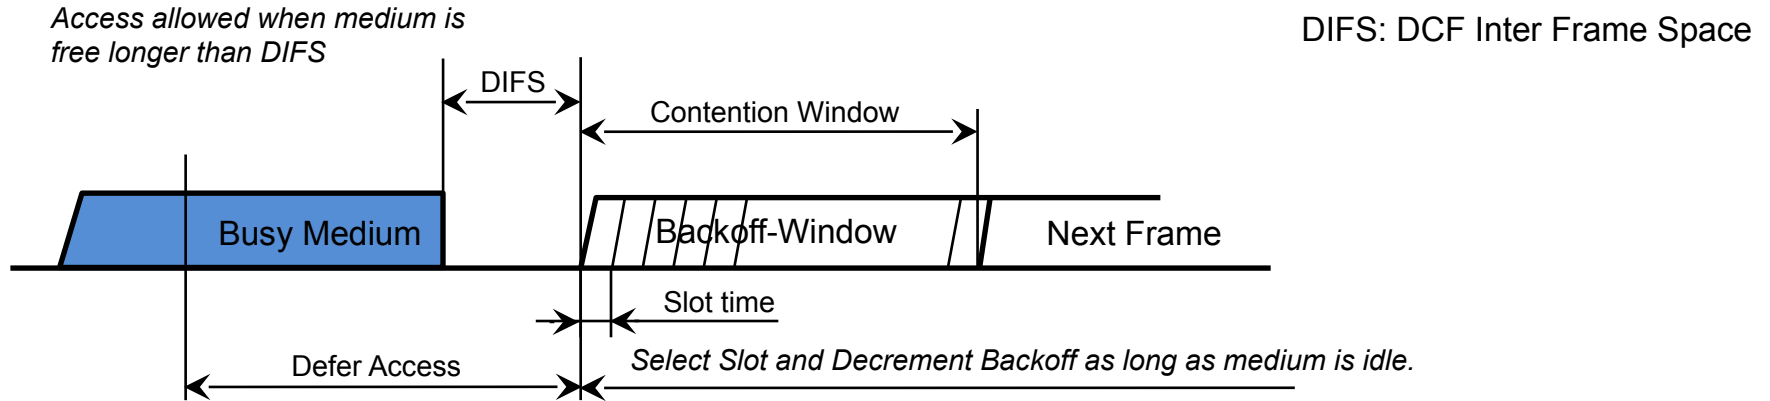 Access allowed when medium is
free longer than DIFS
DIFS: DCF Inter Frame Space
DIFS
Contention Window
Busy Medium
Backoff-Window
Next Frame
Slot time
Defer Access
Select Slot and Decrement Backoff as long as medium is idle.